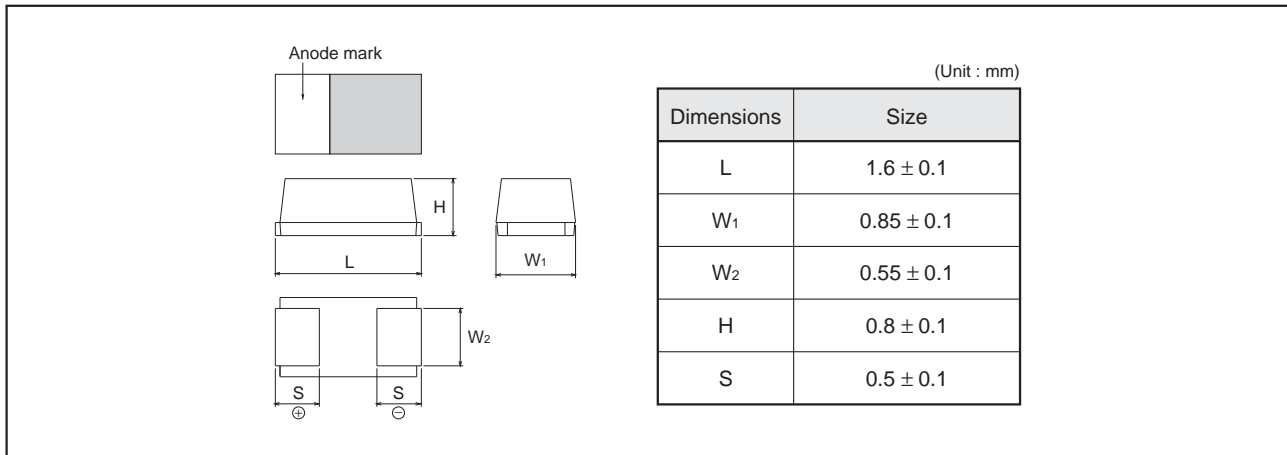 Anode mark
H
L
W1
W2
S
S
⊕
⊖
(Unit : mm)
Dimensions Size
L 1.6 ± 0.1
W1 0.85 ± 0.1
W2 0.55 ± 0.1
H 0.8 ± 0.1
S 0.5 ± 0.1